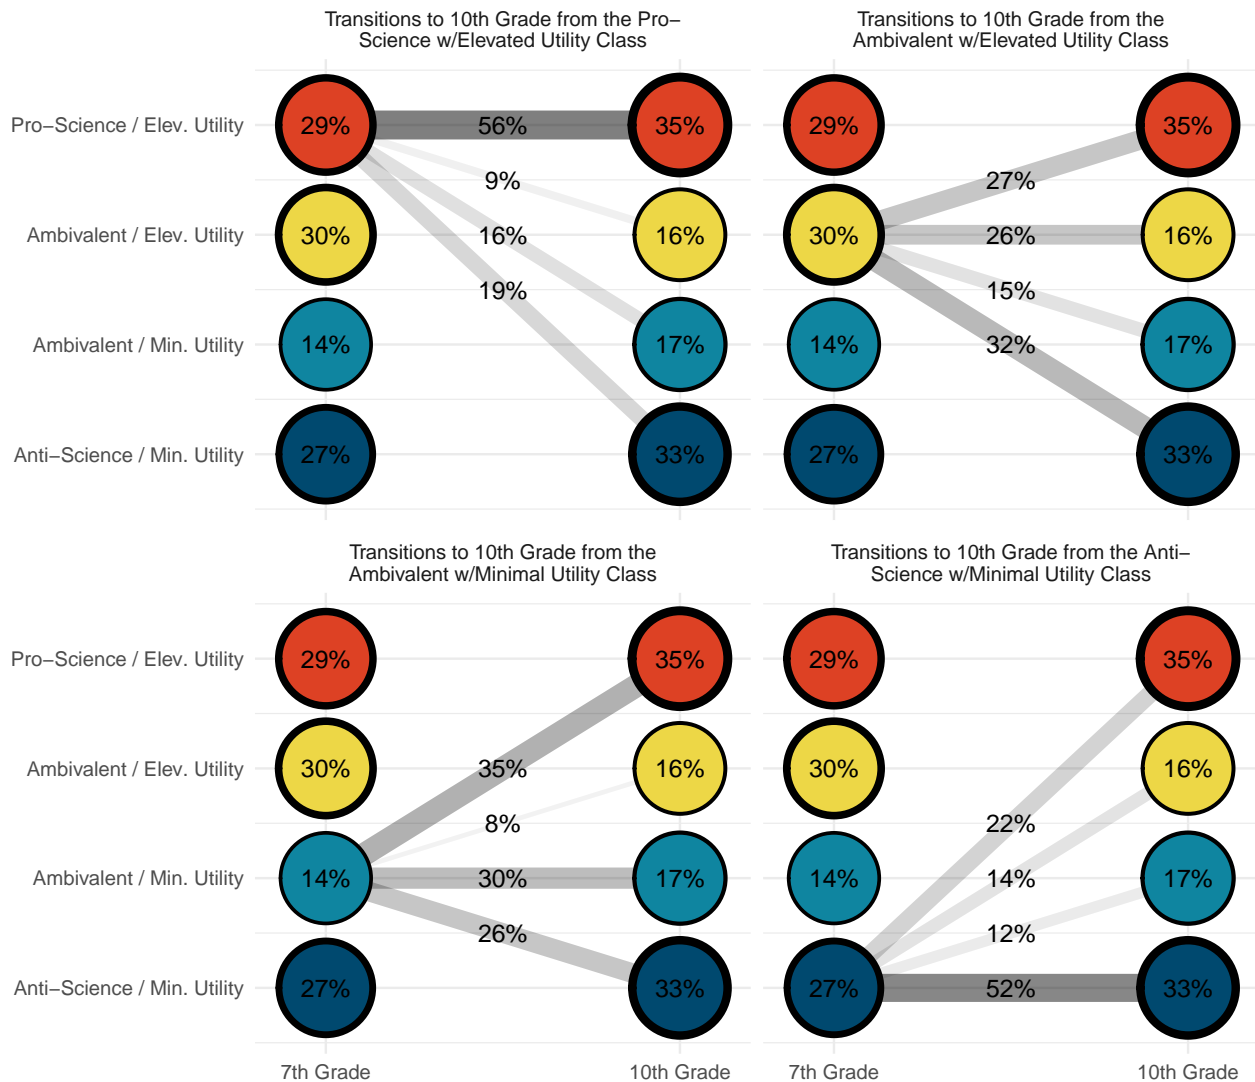 Transitions to 10th Grade from the Pro−
Science w/Elevated Utility Class
Transitions to 10th Grade from the
Ambivalent w/Elevated Utility Class
Pro−Science / Elev. Utility
29%
56%
35%
29%
35%
9%
27%
Ambivalent / Elev. Utility
30%
16%
16%
30%
26%
16%
19%
15%
Ambivalent / Min. Utility
14%
17%
14%
32%
17%
Anti−Science / Min. Utility
27%
33%
27%
33%
Transitions to 10th Grade from the
Ambivalent w/Minimal Utility Class
Transitions to 10th Grade from the Anti−
Science w/Minimal Utility Class
Pro−Science / Elev. Utility
29%
35%
29%
35%
Ambivalent / Elev. Utility
30%
35%
16%
30%
16%
8%
22%
Ambivalent / Min. Utility
14%
30%
17%
14%
14%
17%
26%
12%
Anti−Science / Min. Utility
27%
33%
27%
52%
33%
7th Grade
10th Grade
7th Grade
10th Grade